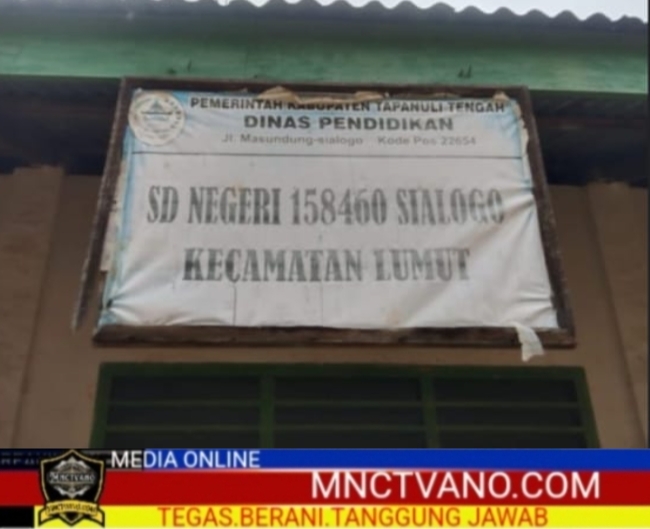 PEMERINTAH KABUPATEN TAPANULI TENGAH
DINAS PENDIDIKAN
Jl. Masundung-sialogo Kode Pos 22654
SD NEGERI 158460 SIALOGO
KECAMATAN LUMUT
MEDIA ONLINE
MNCTVANO
MNCTVANO.COM
TEGAS.BERANI.TANGGUNG JAWAB